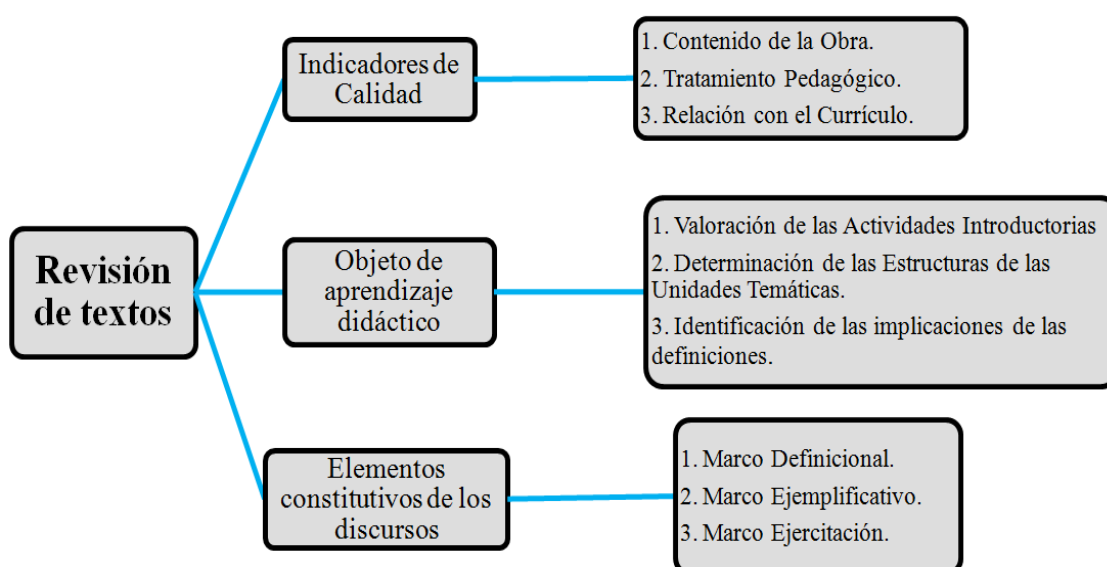 Revisión
de textos
Indicadores de
Calidad
1. Contenido de la Obra.
2. Tratamiento Pedagógico.
3. Relación con el Currículo.
Objeto de
aprendizaje
didáctico
1. Valoración de las Actividades Introductorias
2. Determinación de las Estructuras de las
Unidades Temáticas.
3. Identificación de las implicaciones de las
definiciones.
Elementos
constitutivos de los
discursos
1. Marco Definicional.
2. Marco Ejemplificativo.
3. Marco Ejercitación.